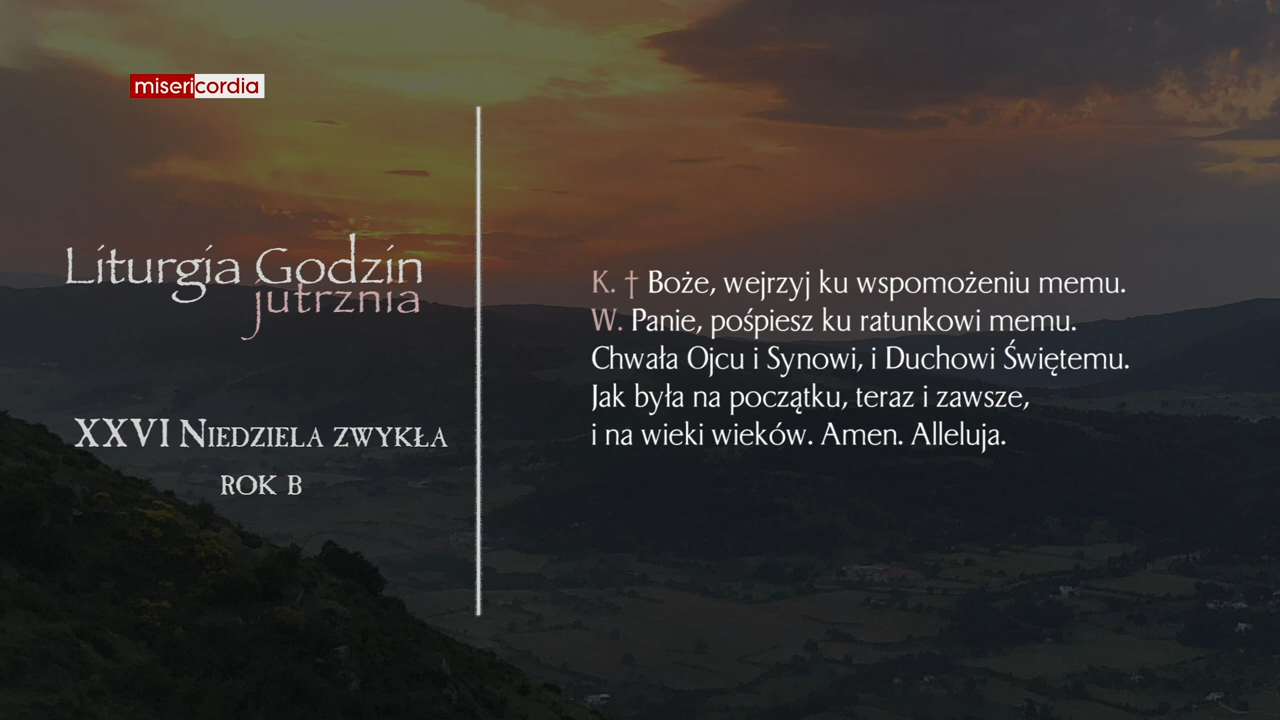 misericordia
Liturgia Godzin
jutrznia
XXVI Niedziela zwykła
rok B
K. † Boże, wejrzyj ku wspomożeniu memu.
W. Panie, pośpiesz ku ratunkowi memu.
Chwała Ojcu i Synowi, i Duchowi Świętemu.
Jak była na początku, teraz i zawsze,
i na wieki wieków. Amen. Alleluja.